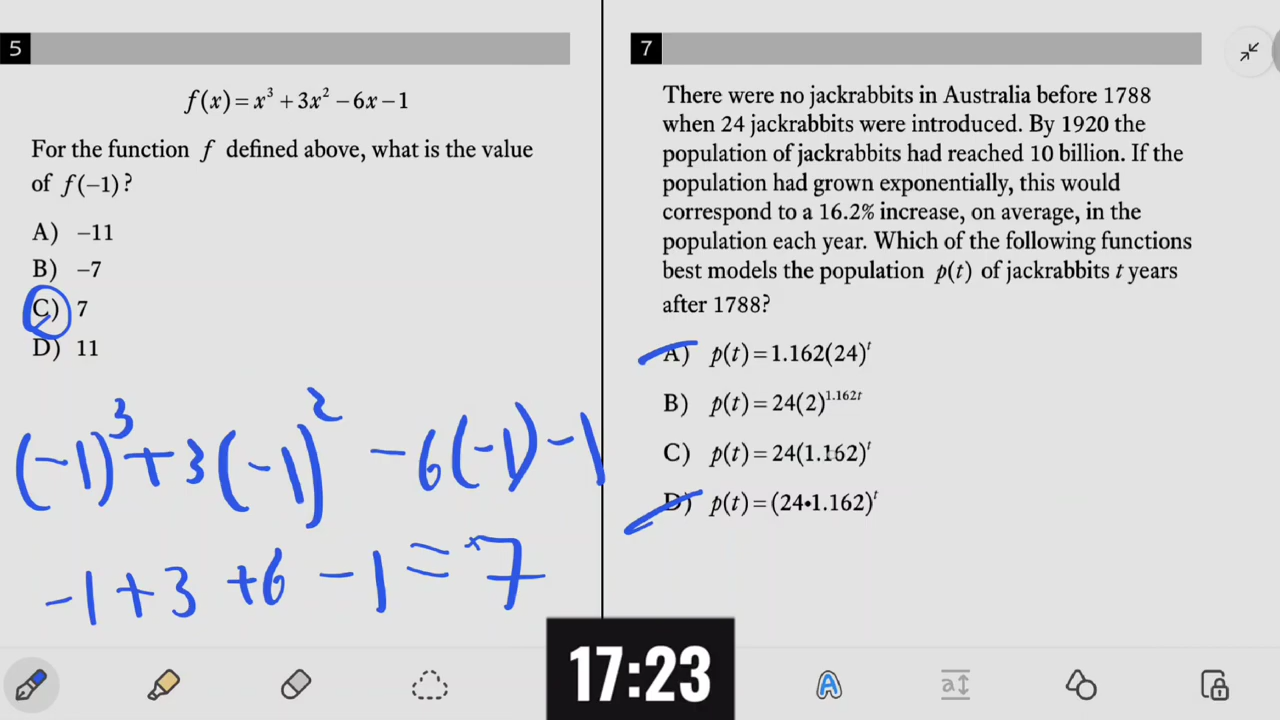 5
f(x) = x³ + 3x² − 6x − 1
For the function f defined above, what is the value
of f(−1)?
A) −11
B) −7
C) 7
D) 11
(-1)³ + 3(-1)² - 6(-1) - 1
-1 + 3 + 6 - 1 = 7
7
There were no jackrabbits in Australia before 1788
when 24 jackrabbits were introduced. By 1920 the
population of jackrabbits had reached 10 billion. If the
population had grown exponentially, this would
correspond to a 16.2% increase, on average, in the
population each year. Which of the following functions
best models the population p(t) of jackrabbits t years
after 1788?
A) p(t) = 1.162(24)ᵗ
B) p(t) = 24(2)¹·¹⁶²ᵗ
C) p(t) = 24(1.162)ᵗ
D) p(t) = (24•1.162)ᵗ
17:23
A
a